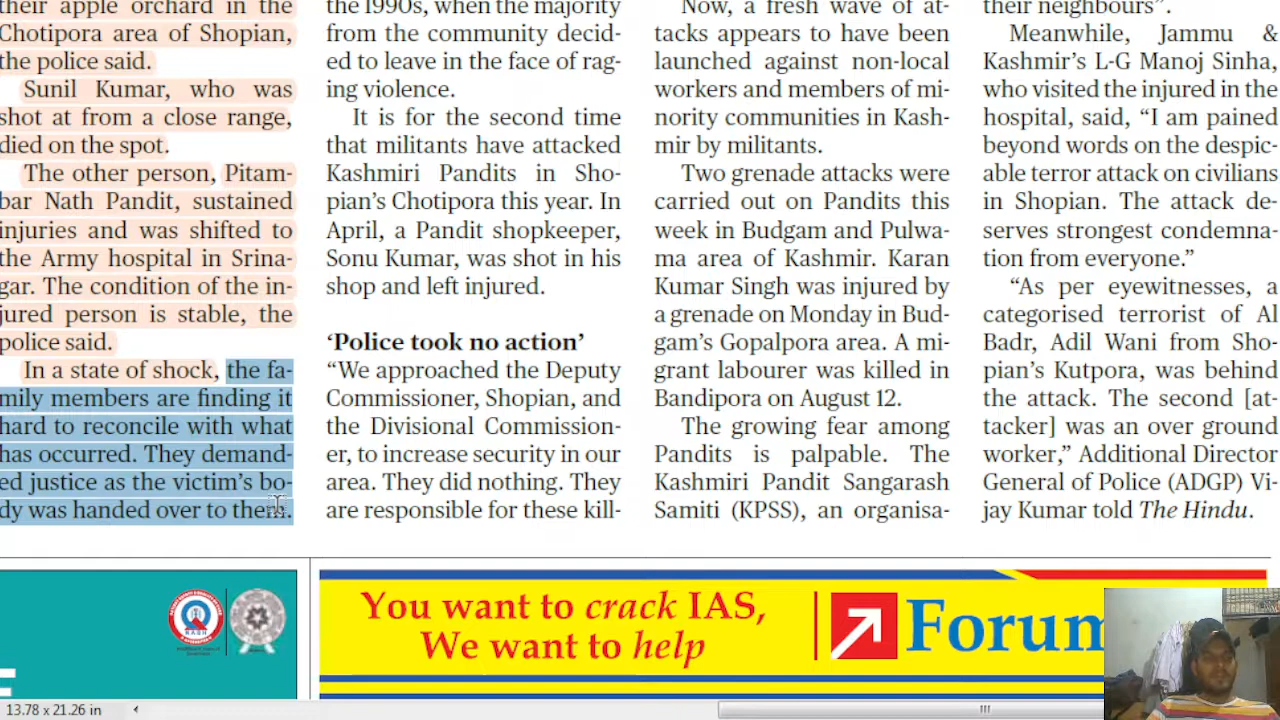 their apple orchard in the
Chotipora area of Shopian,
the police said.
Sunil Kumar, who was
shot at from a close range,
died on the spot.
The other person, Pitam-
bar Nath Pandit, sustained
injuries and was shifted to
the Army hospital in Srina-
gar. The condition of the in-
jured person is stable, the
police said.
In a state of shock, the fa-
mily members are finding it
hard to reconcile with what
has occurred. They demand-
ed justice as the victim's bo-
dy was handed over to them.
the 1990s, when the majority
from the community decid-
ed to leave in the face of rag-
ing violence.
It is for the second time
that militants have attacked
Kashmiri Pandits in Sho-
pian's Chotipora this year. In
April, a Pandit shopkeeper,
Sonu Kumar, was shot in his
shop and left injured.
'Police took no action'
“We approached the Deputy
Commissioner, Shopian, and
the Divisional Commission-
er, to increase security in our
area. They did nothing. They
are responsible for these kill-
Now, a fresh wave of at-
tacks appears to have been
launched against non-local
workers and members of mi-
nority communities in Kash-
mir by militants.
Two grenade attacks were
carried out on Pandits this
week in Budgam and Pulwa-
ma area of Kashmir. Karan
Kumar Singh was injured by
a grenade on Monday in Bud-
gam's Gopalpora area. A mi-
grant labourer was killed in
Bandipora on August 12.
The growing fear among
Pandits is palpable. The
Kashmiri Pandit Sangarash
Samiti (KPSS), an organisa-
their neighbours”.
Meanwhile, Jammu &
Kashmir's L-G Manoj Sinha,
who visited the injured in the
hospital, said, “I am pained
beyond words on the despic-
able terror attack on civilians
in Shopian. The attack de-
serves strongest condemna-
tion from everyone.”
“As per eyewitnesses, a
categorised terrorist of Al
Badr, Adil Wani from Sho-
pian's Kutpora, was behind
the attack. The second [at-
tacker] was an over ground
worker,” Additional Director
General of Police (ADGP) Vi-
jay Kumar told The Hindu.
You want to crack IAS,
We want to help
Forum
13.78 x 21.26 in